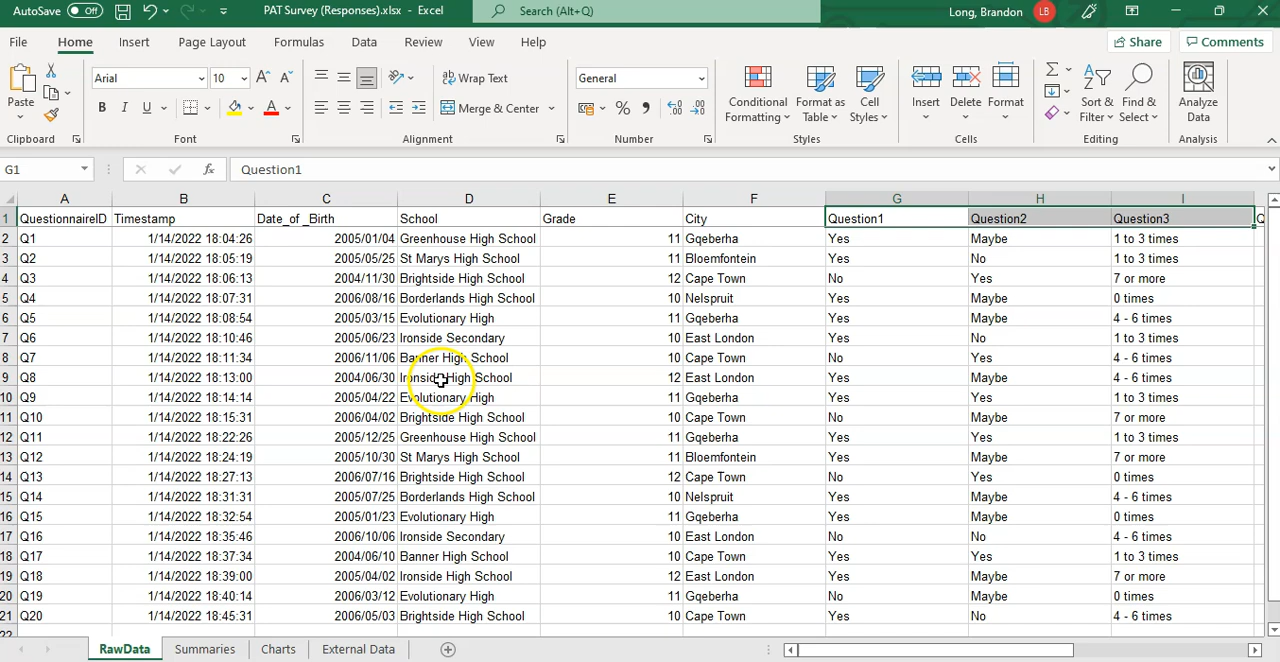 AutoSave Off PAT Survey (Responses).xlsx - Excel Search (Alt+Q) Long, Brandon LB
File Home Insert Page Layout Formulas Data Review View Help Share Comments
Paste Arial 10 Wrap Text General Conditional Formatting Format as Table Cell Styles Insert Delete Format Sort & Filter Find & Select Analyze Data
B I U A Merge & Center %
Clipboard Font Alignment Number Styles Cells Editing Analysis
G1 fx Question1
A B C D E F G H I
1 QuestionnaireID Timestamp Date_of _Birth School Grade City Question1 Question2 Question3 Q
2 Q1 1/14/2022 18:04:26 2005/01/04 Greenhouse High School 11 Gqeberha Yes Maybe 1 to 3 times
3 Q2 1/14/2022 18:05:19 2005/05/25 St Marys High School 11 Bloemfontein Yes No 1 to 3 times
4 Q3 1/14/2022 18:06:13 2004/11/30 Brightside High School 12 Cape Town No Yes 7 or more
5 Q4 1/14/2022 18:07:31 2006/08/16 Borderlands High School 10 Nelspruit Yes Maybe 0 times
6 Q5 1/14/2022 18:08:54 2005/03/15 Evolutionary High 11 Gqeberha Yes Maybe 4 - 6 times
7 Q6 1/14/2022 18:10:46 2005/06/23 Ironside Secondary 10 East London Yes No 1 to 3 times
8 Q7 1/14/2022 18:11:34 2006/11/06 Banner High School 10 Cape Town No Yes 4 - 6 times
9 Q8 1/14/2022 18:13:00 2004/06/30 Ironside High School 12 East London Yes Maybe 4 - 6 times
10 Q9 1/14/2022 18:14:14 2005/04/22 Evolutionary High 11 Gqeberha Yes Yes 1 to 3 times
11 Q10 1/14/2022 18:15:31 2006/04/02 Brightside High School 10 Cape Town No Maybe 7 or more
12 Q11 1/14/2022 18:22:26 2005/12/25 Greenhouse High School 11 Gqeberha Yes Yes 1 to 3 times
13 Q12 1/14/2022 18:24:19 2005/10/30 St Marys High School 11 Bloemfontein Yes Maybe 7 or more
14 Q13 1/14/2022 18:27:13 2006/07/16 Brightside High School 12 Cape Town No Yes 0 times
15 Q14 1/14/2022 18:31:31 2005/07/25 Borderlands High School 10 Nelspruit Yes Maybe 4 - 6 times
16 Q15 1/14/2022 18:32:54 2005/01/23 Evolutionary High 11 Gqeberha Yes Maybe 0 times
17 Q16 1/14/2022 18:35:46 2006/10/06 Ironside Secondary 10 East London No No 4 - 6 times
18 Q17 1/14/2022 18:37:34 2004/06/10 Banner High School 10 Cape Town Yes Yes 1 to 3 times
19 Q18 1/14/2022 18:39:00 2005/04/02 Ironside High School 12 East London Yes Maybe 7 or more
20 Q19 1/14/2022 18:40:14 2006/03/12 Evolutionary High 11 Gqeberha No Maybe 0 times
21 Q20 1/14/2022 18:45:31 2006/05/03 Brightside High School 10 Cape Town Yes No 4 - 6 times
22
RawData Summaries Charts External Data